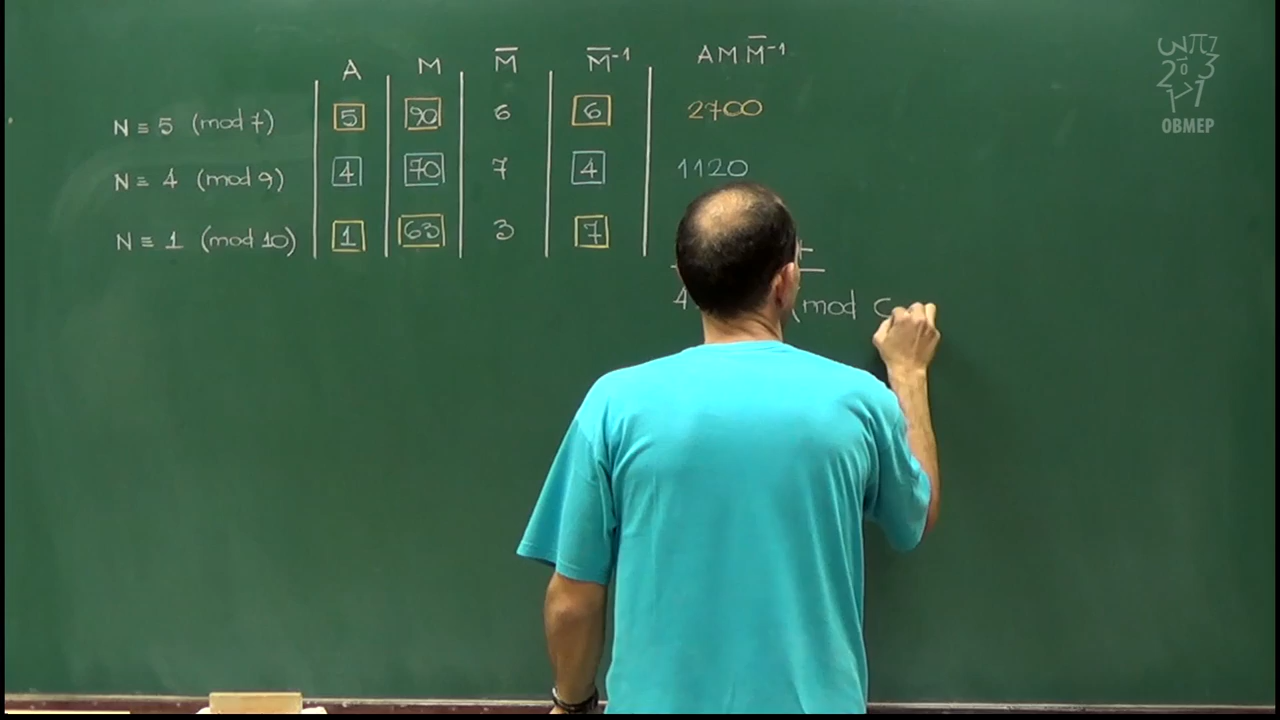 A M M̅ M̅⁻¹ A M M̅⁻¹
N ≡ 5 (mod 7) 5 90 6 6 2700
N ≡ 4 (mod 9) 4 70 7 4 1120
N ≡ 1 (mod 10) 1 63 3 7
4 (mod
OBMEP